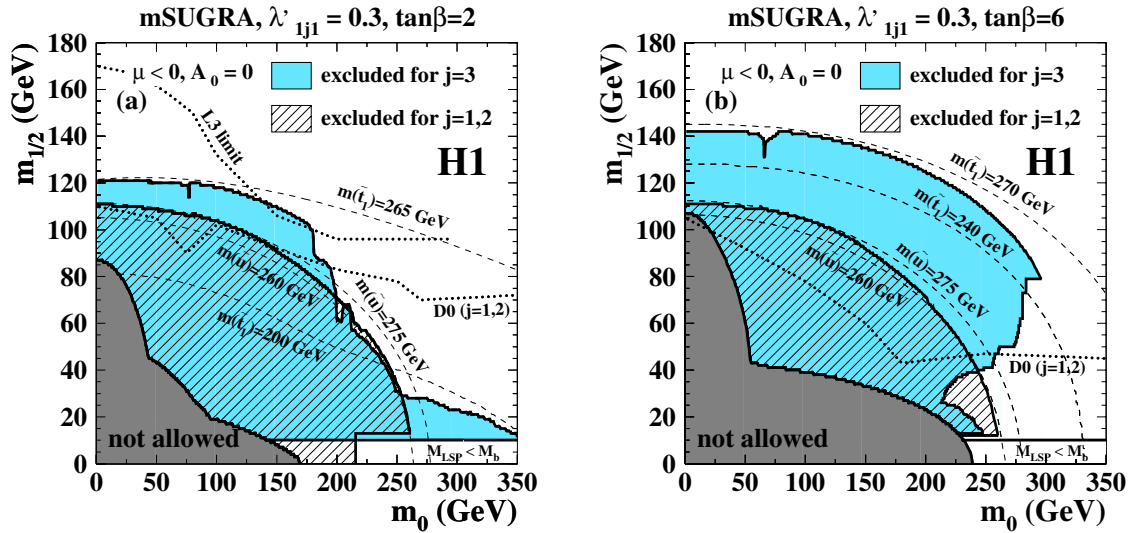 mSUGRA, λ'1j1 = 0.3, tanβ=2
m1/2 (GeV)
180
160
140
120
100
80
60
40
20
0
μ < 0, A0 = 0
(a)
excluded for j=3
excluded for j=1,2
H1
L3 limit
m(t̃1)=265 GeV
m(ũ)=260 GeV
m(ũ)=275 GeV
m(t̃1)=200 GeV
D0 (j=1,2)
not allowed
MLSP < Mb
0 50 100 150 200 250 300 350
m0 (GeV)
mSUGRA, λ'1j1 = 0.3, tanβ=6
m1/2 (GeV)
180
160
140
120
100
80
60
40
20
0
μ < 0, A0 = 0
(b)
excluded for j=3
excluded for j=1,2
H1
m(t̃1)=270 GeV
m(t̃1)=240 GeV
m(ũ)=275 GeV
m(ũ)=260 GeV
D0 (j=1,2)
not allowed
MLSP < Mb
0 50 100 150 200 250 300 350
m0 (GeV)